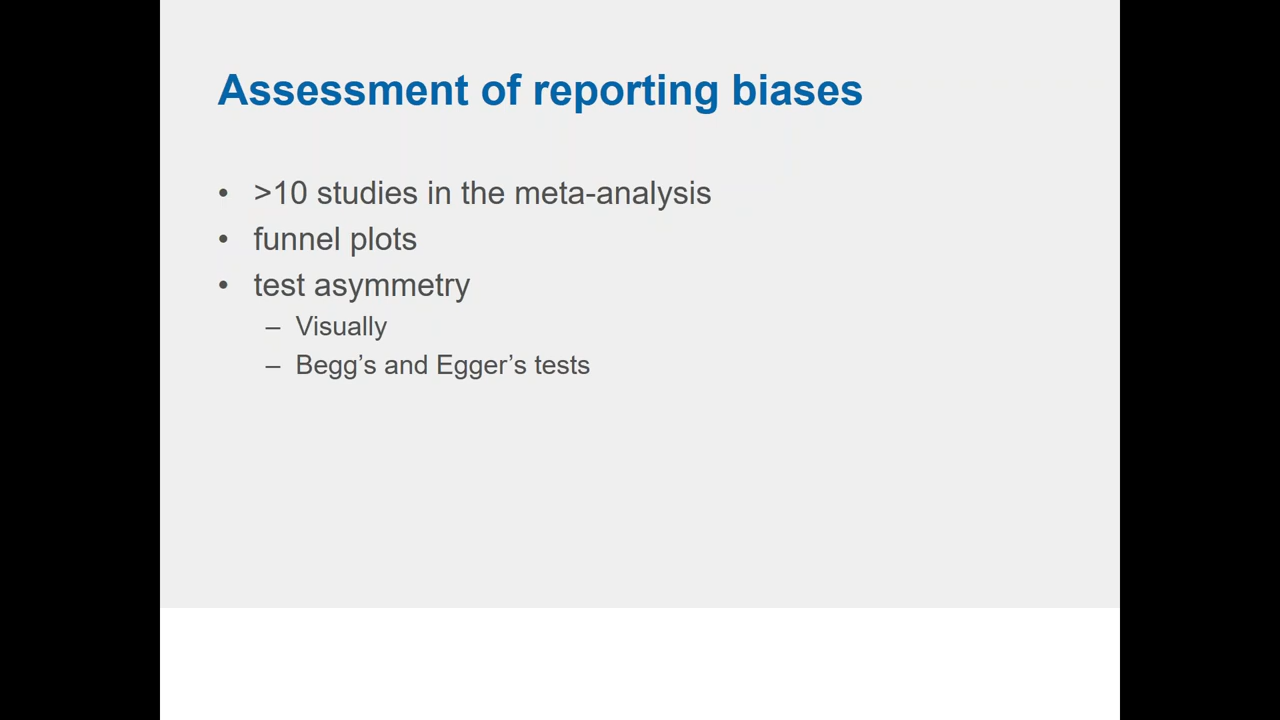 Assessment of reporting biases
• >10 studies in the meta-analysis
• funnel plots
• test asymmetry
– Visually
– Begg’s and Egger’s tests